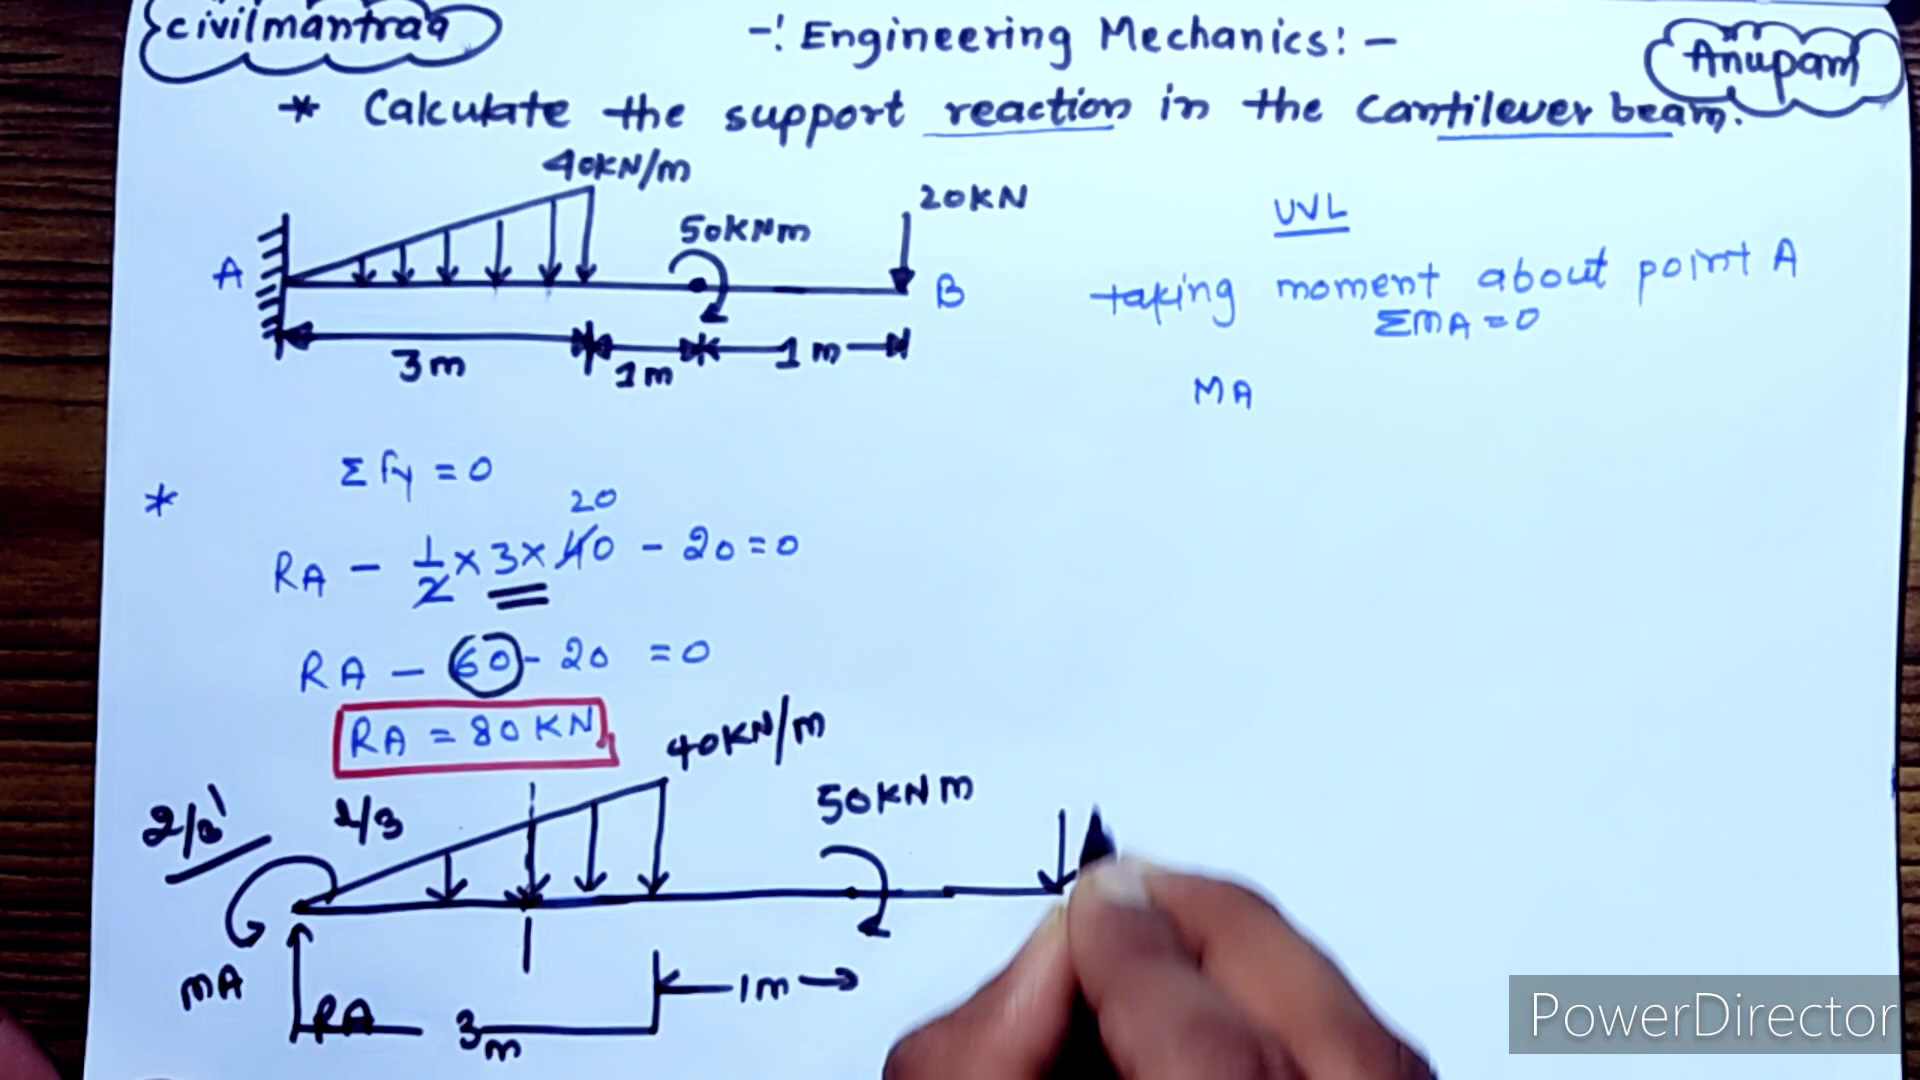 civilmantraa
-! Engineering Mechanics: -
Anupam
* Calculate the support reaction in the cantilever beam.
40KN/m
20KN
50KNm
A
B
3m
1m
1m
UVL
taking moment about point A
ΣMA = 0
MA
* ΣFy = 0
20
RA - 1/2 x 3 x 40 - 20 = 0
RA - 60 - 20 = 0
RA = 80 KN
40KN/m
2/3
2/3
50KNm
MA
RA
3m
1m
PowerDirector